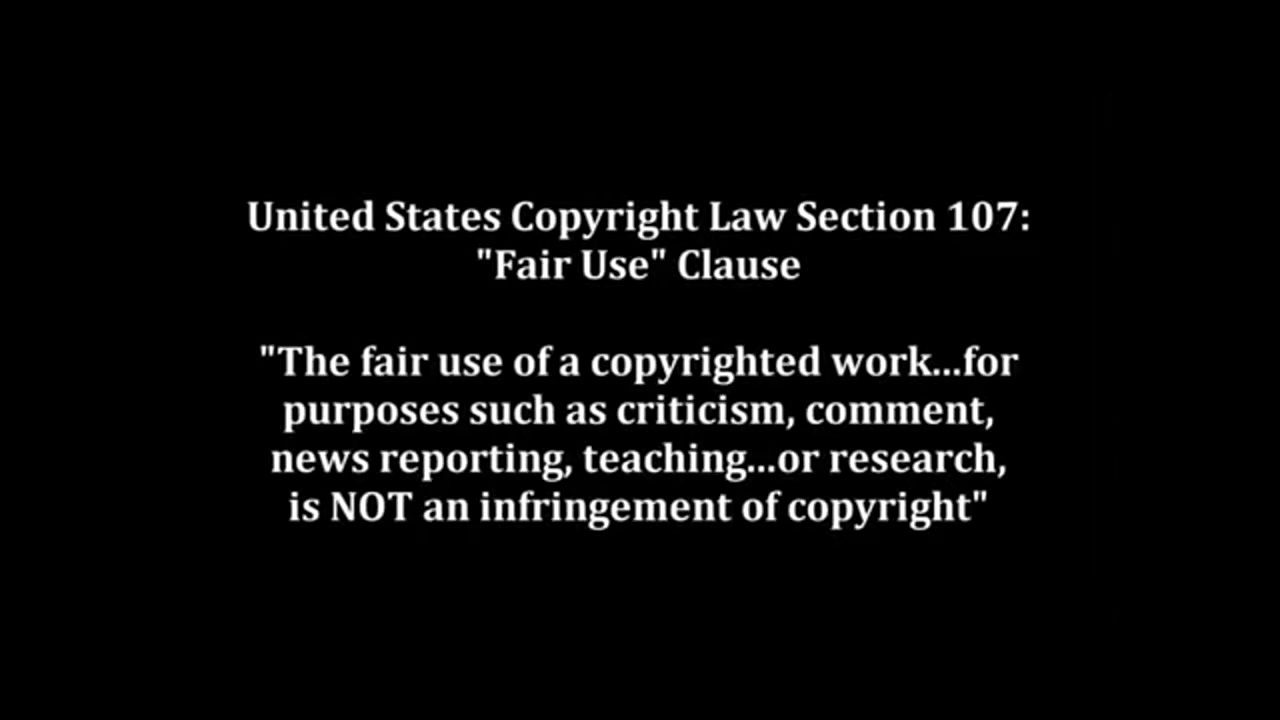 United States Copyright Law Section 107:
"Fair Use" Clause
"The fair use of a copyrighted work...for
purposes such as criticism, comment,
news reporting, teaching...or research,
is NOT an infringement of copyright"